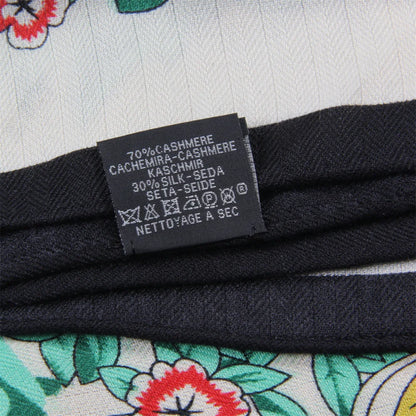 70%CASHMERE
CACHEMIRA-CASHMERE
KASCHMIR
30%SILK-SEDA
SETA-SEIDE
P ®
NETTOYAGE A SEC